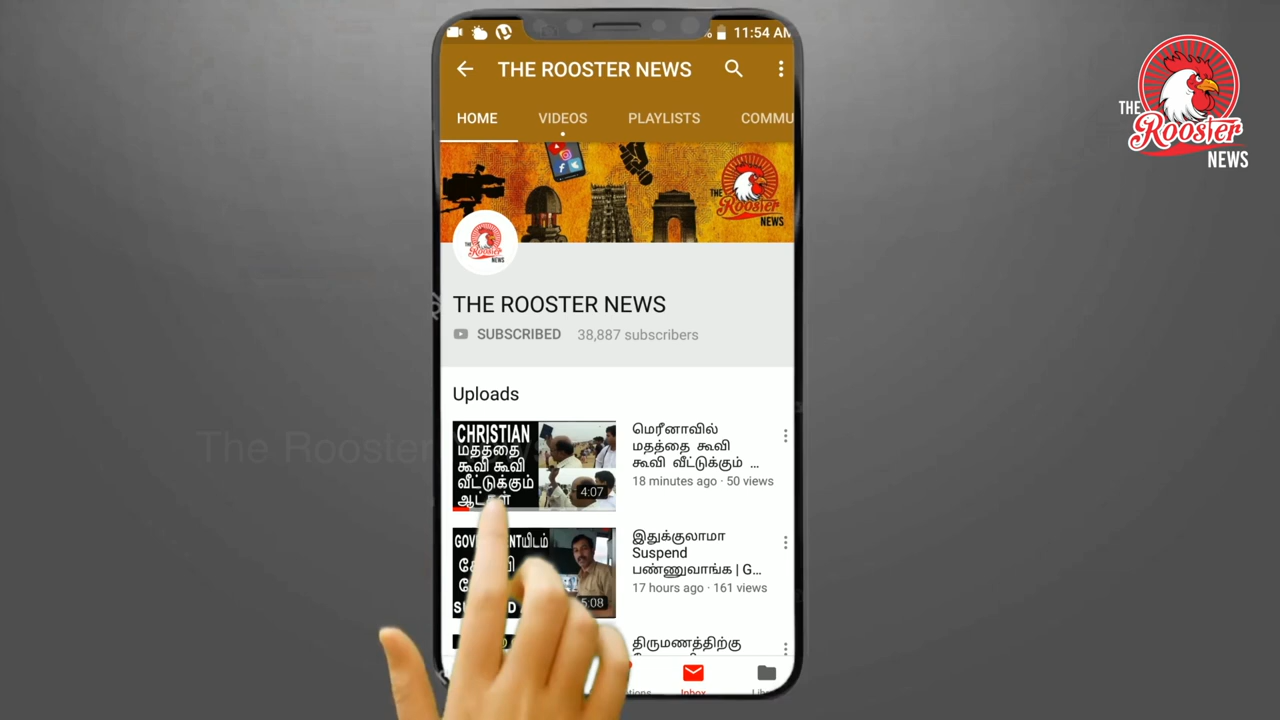 11:54 AM
THE ROOSTER NEWS
HOME VIDEOS PLAYLISTS COMMU
THE
Rooster
NEWS
THE
Rooster
NEWS
THE
Rooster
NEWS
THE ROOSTER NEWS
SUBSCRIBED 38,887 subscribers
Uploads
CHRISTIAN
மதத்தை
கூவி கூவி
வீட்டுக்கும்
ஆட்கள்
4:07
மெரீனாவில்
மதத்தை கூவி
கூவி வீட்டுக்கும் ...
18 minutes ago · 50 views
5:08
இதுக்குலாமா
Suspend
பண்ணுவாங்க | G...
17 hours ago · 161 views
திருமணத்திற்கு
Inbox
The Rooster